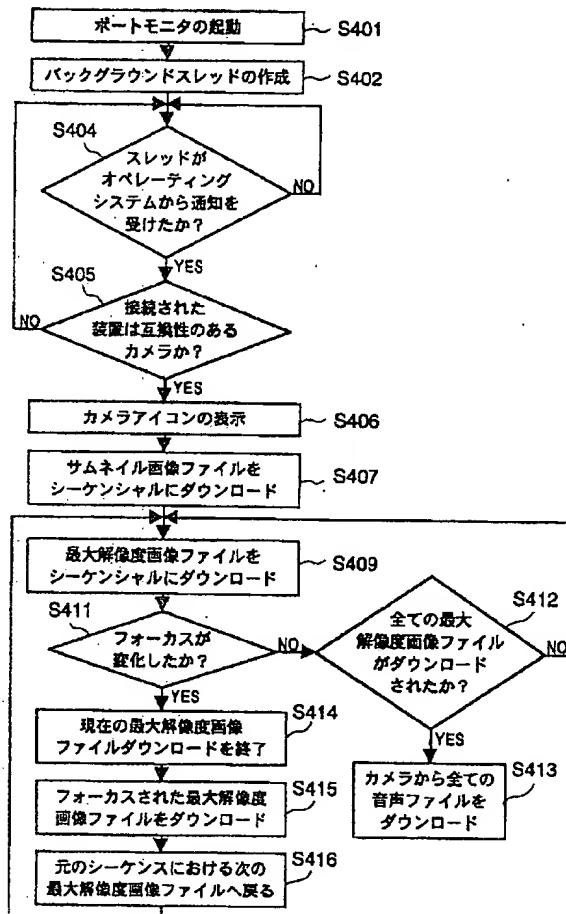 ポートモニタの起動
S401
バックグラウンドスレッドの作成
S402
S404
スレッドが
オペレーティング
システムから通知を
受けたか？
NO
YES
S405
接続された
装置は互換性のある
カメラか？
NO
YES
カメラアイコンの表示
S406
サムネイル画像ファイルを
シーケンシャルにダウンロード
S407
最大解像度画像ファイルを
シーケンシャルにダウンロード
S409
S411
フォーカスが
変化したか？
NO
YES
S412
全ての最大
解像度画像ファイル
がダウンロード
されたか？
NO
YES
S413
カメラから全ての
音声ファイルを
ダウンロード
S414
現在の最大解像度画像
ファイルダウンロードを終了
S415
フォーカスされた最大解像度
画像ファイルをダウンロード
S416
元のシーケンスにおける次の
最大解像度画像ファイルへ戻る